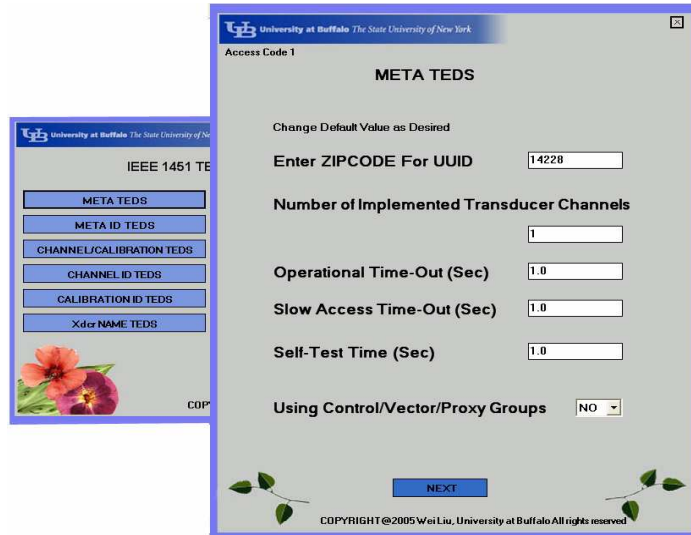 UB University at Buffalo The State University of New York
Access Code 1
META TEDS
Change Default Value as Desired
Enter ZIPCODE For UUID 14228
Number of Implemented Transducer Channels
1
Operational Time-Out (Sec) 1.0
Slow Access Time-Out (Sec) 1.0
Self-Test Time (Sec) 1.0
Using Control/Vector/Proxy Groups NO
NEXT
COPYRIGHT@2005WeiLiu, University at Buffalo All rights reserved
UB University at Buffalo The State University of Ne
IEEE 1451 TE
META TEDS
META ID TEDS
CHANNEL/CALIBRATION TEDS
CHANNEL ID TEDS
CALIBRATION ID TEDS
Xdcr NAME TEDS
COP